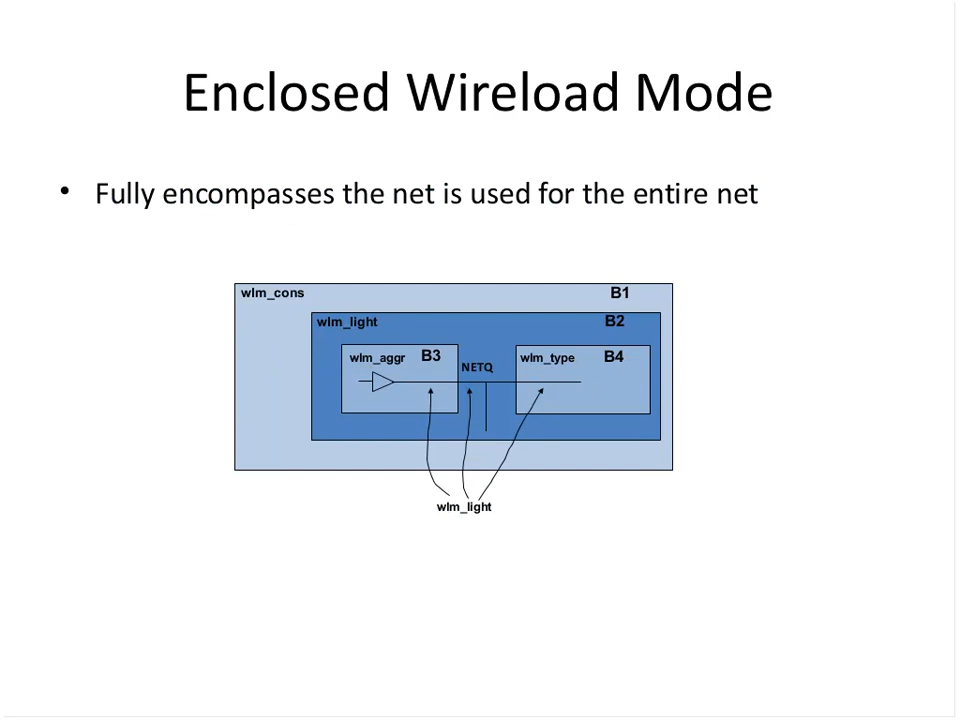 Enclosed Wireload Mode
• Fully encompasses the net is used for the entire net
wlm_cons B1
wlm_light B2
wlm_aggr B3 NETQ wlm_type B4
wlm_light